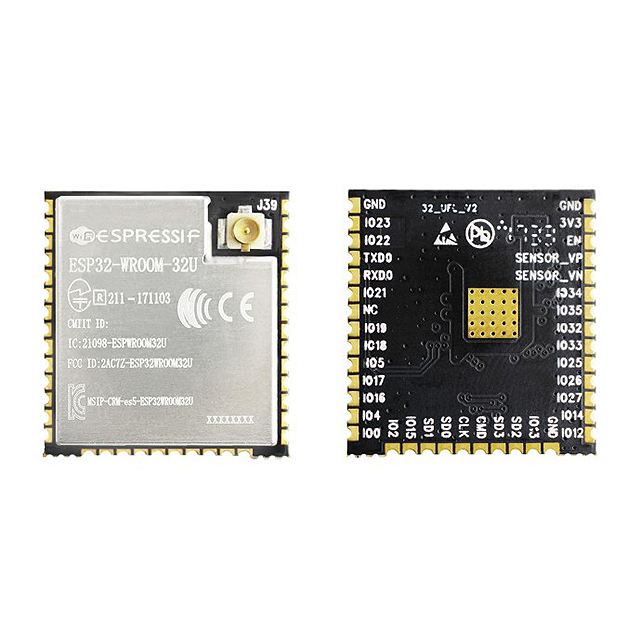 J39
WiFi ESPRESSIF
ESP32-WROOM-32U
R 211-171103
CE
CMIIT ID:
IC:21098-ESPWROOM32U
FCC ID:2AC7Z-ESP32WROOM32U
MSIP-CRM-es5-ESP32WROOM32U
XXXXXXXX
GND
IO23
IO22
TXD0
RXD0
IO21
NC
IO19
IO18
IO5
IO17
IO16
IO4
IO0
32_UFL_V2
Pb
GND
3V3
EN
SENSOR_VP
SENSOR_VN
IO34
IO35
IO32
IO33
IO25
IO26
IO27
IO14
IO12
IO2
IO15
SD1
SD0
CLK
CMD
SD3
SD2
IO13
GND